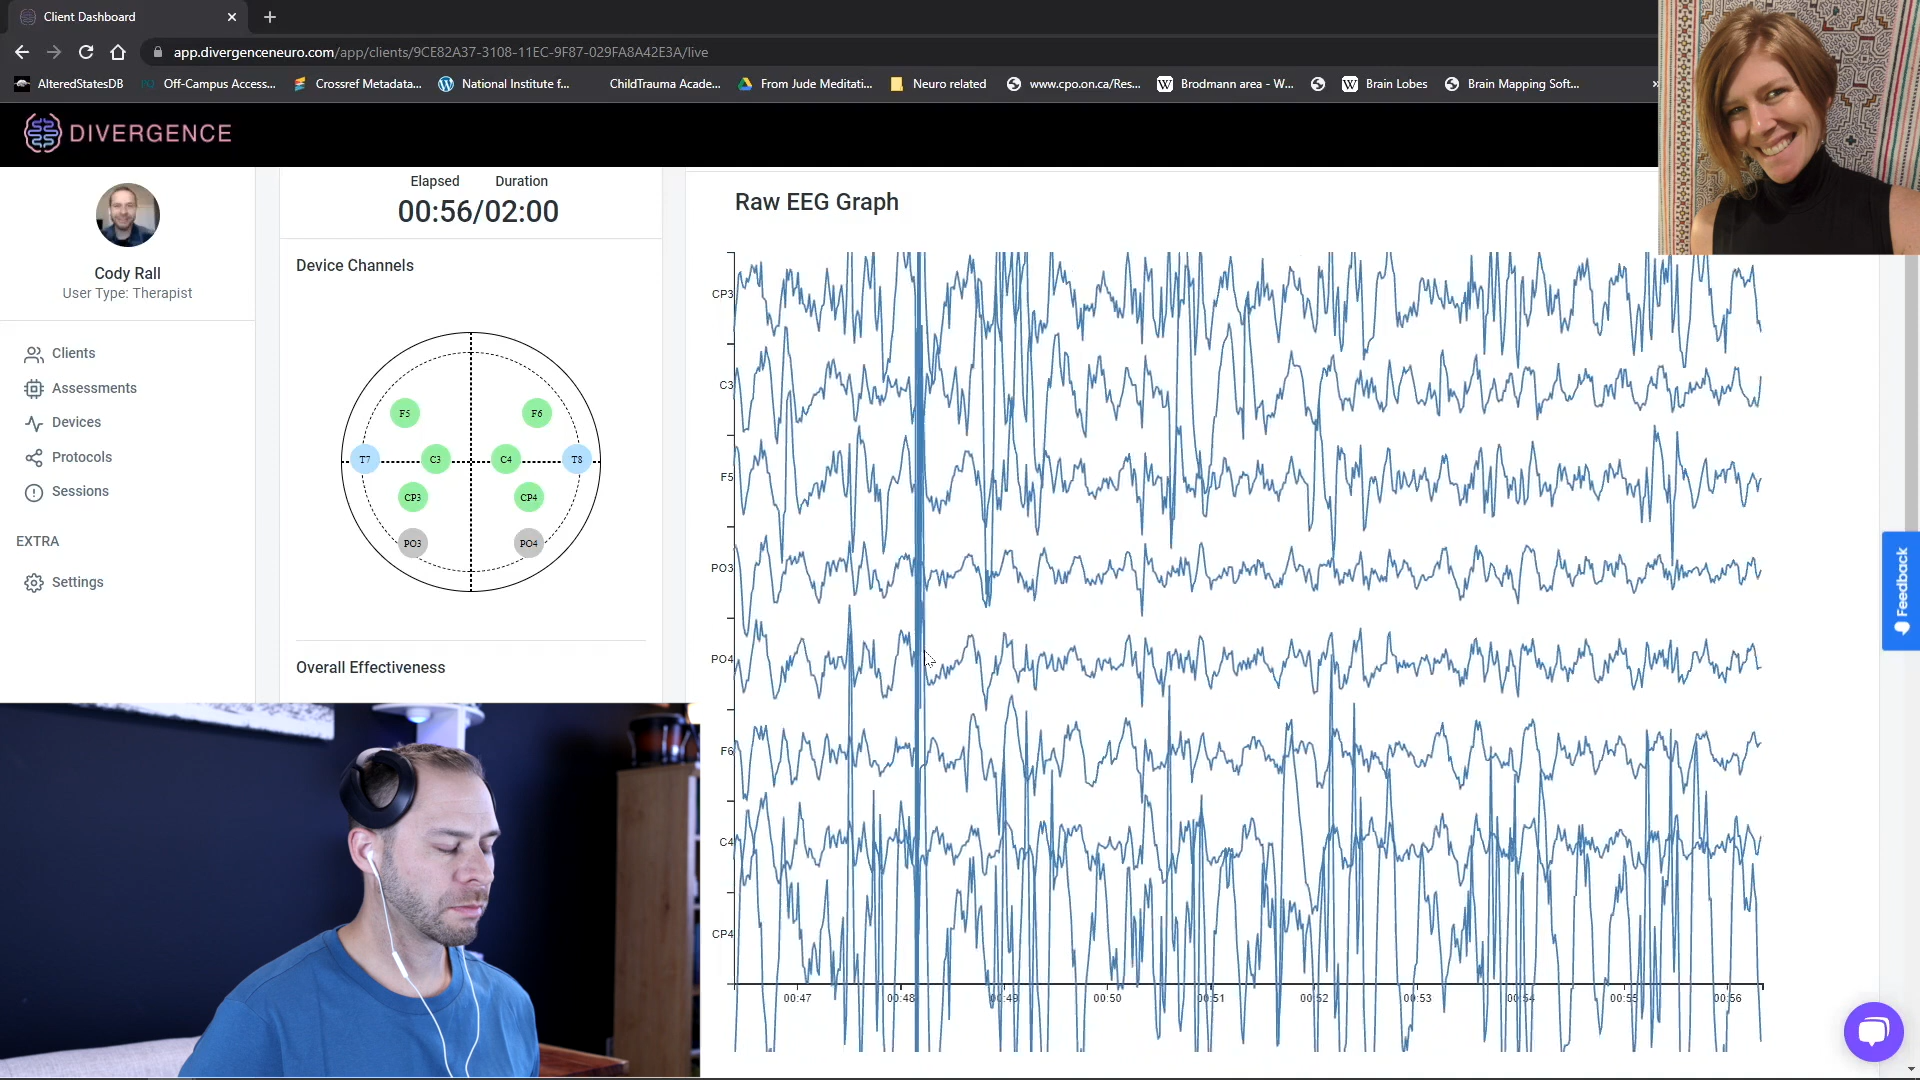 Client Dashboard
app.divergenceneuro.com/app/clients/9CE82A37-3108-11EC-9F87-029FA8A42E3A/live
AlteredStatesDB Off-Campus Access... Crossref Metadata... National Institute f... ChildTrauma Acade... From Jude Meditati... Neuro related www.cpo.on.ca/Res... Brodmann area - W... Brain Lobes Brain Mapping Soft...
DIVERGENCE
Cody Rall
User Type: Therapist
Clients
Assessments
Devices
Protocols
Sessions
EXTRA
Settings
Elapsed Duration
00:56/02:00
Device Channels
F5 F6
T7 C3 C4 T8
CP3 CP4
PO3 PO4
Overall Effectiveness
Raw EEG Graph
CP3
C3
F5
PO3
PO4
F6
C4
CP4
00:47 00:48 00:49 00:50 00:51 00:52 00:53 00:54 00:55 00:56
Feedback